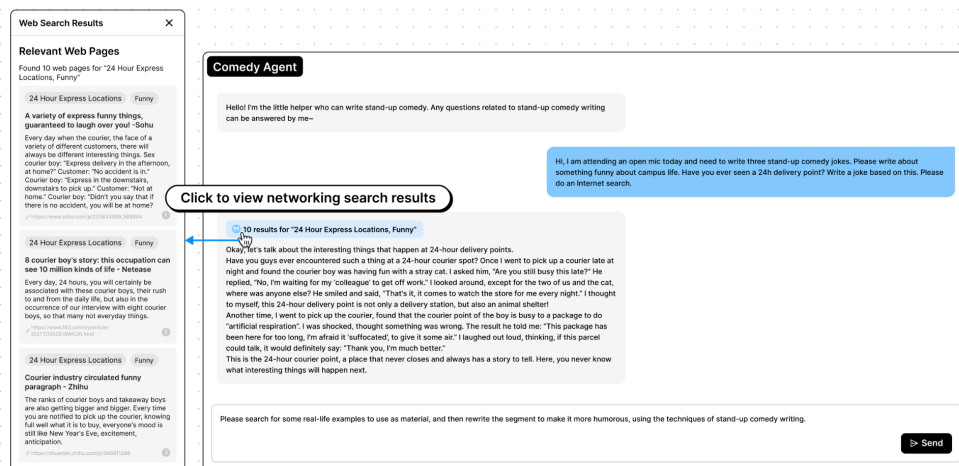 Web Search Results
Relevant Web Pages
Found 10 web pages for "24 Hour Express
Locations, Funny"
24 Hour Express Locations Funny
A variety of express funny things,
guaranteed to laugh over you! -Sohu
Every day when the courier, the face of a
variety of different customers, there will
always be different interesting things. Sex
courier boy: "Express delivery in the afternoon,
at home?" Customer: "No accident is in."
Courier boy: "Express in the downstairs,
downstairs to pick up." Customer: "Not at
home." Courier boy: "Didn't you say that if
there is no accident, you will be at home?
1
24 Hour Express Locations Funny
8 courier boy's story: this occupation can
see 10 million kinds of life - Netease
Every day, 24 hours, you will certainly be
associated with these courier boys, their rush
to and from the daily life, but also in the
occurrence of our interview with eight courier
boys, so that many not everyday things.
2
24 Hour Express Locations Funny
Courier industry circulated funny
paragraph - Zhihu
The ranks of courier boys and takeaway boys
are also getting bigger and bigger. Every time
you are notified to pick up the courier, knowing
full well what it is to buy, everyone's mood is
still like New Year's Eve, excitement,
anticipation.
3
Comedy Agent
Hello! I'm the little helper who can write stand-up comedy. Any questions related to stand-up comedy writing
can be answered by me~
Hi, I am attending an open mic today and need to write three stand-up comedy jokes. Please write about
something funny about campus life. Have you ever seen a 24h delivery point? Write a joke based on this. Please
do an Internet search.
Click to view networking search results
10 results for "24 Hour Express Locations, Funny"
Okay, let's talk about the interesting things that happen at 24-hour delivery points.
Have you guys ever encountered such a thing at a 24-hour courier spot? Once I went to pick up a courier late at
night and found the courier boy was having fun with a stray cat. I asked him, "Are you still busy this late?" He
replied, "No, I'm waiting for my 'colleague' to get off work." I looked around, except for the two of us and the cat,
where was anyone else? He smiled and said, "That's it, it comes to watch the store for me every night." I thought
to myself, this 24-hour delivery point is not only a delivery station, but also an animal shelter!
Another time, I went to pick up the courier, found that the courier point of the boy is busy to a package to do
"artificial respiration". I was shocked, thought something was wrong. The result he told me: "This package has
been here for too long, I'm afraid it 'suffocated', to give it some air." I laughed out loud, thinking, if this parcel
could talk, it would definitely say: "Thank you, I'm much better."
This is the 24-hour courier point, a place that never closes and always has a story to tell. Here, you never know
what interesting things will happen next.
Please search for some real-life examples to use as material, and then rewrite the segment to make it more humorous, using the techniques of stand-up comedy writing.
Send